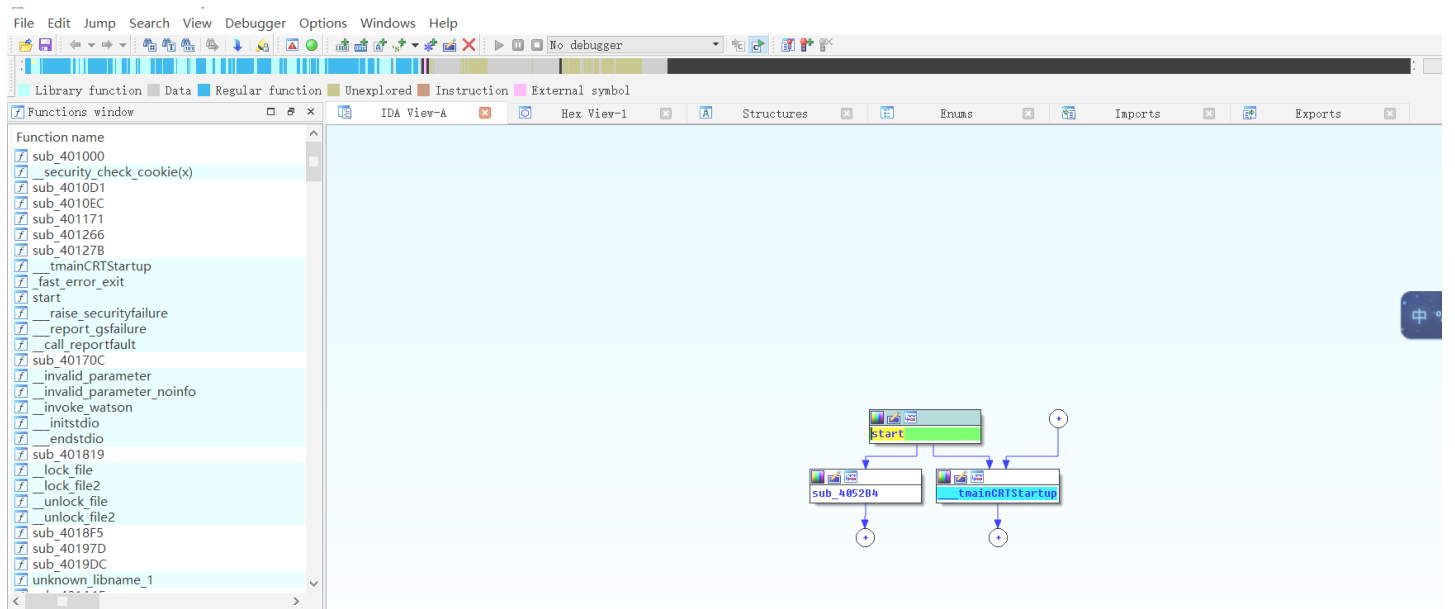 File Edit Jump Search View Debugger Options Windows Help
No debugger
Library function Data Regular function Unexplored Instruction External symbol
Functions window
IDA View-A Hex View-1 Structures Enums Imports Exports
Function name
sub_401000
__security_check_cookie(x)
sub_4010D1
sub_4010EC
sub_401171
sub_401266
sub_40127B
___tmainCRTStartup
_fast_error_exit
start
___raise_securityfailure
___report_gsfailure
__call_reportfault
sub_40170C
__invalid_parameter
__invalid_parameter_noinfo
__invoke_watson
___initstdio
___endstdio
sub_401819
__lock_file
__lock_file2
__unlock_file
__unlock_file2
sub_4018F5
sub_40197D
sub_4019DC
unknown_libname_1
start
sub_4052B4
___tmainCRTStartup
中